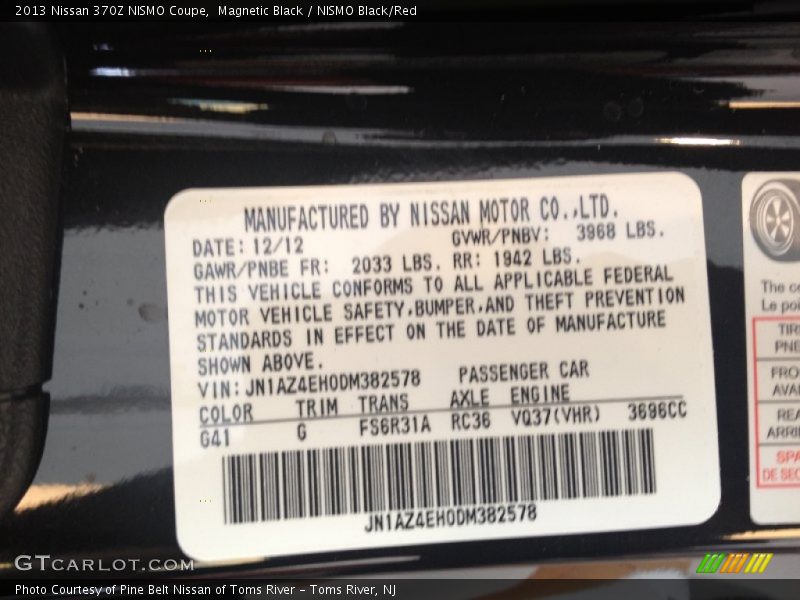 2013 Nissan 370Z NISMO Coupe,  Magnetic Black / NISMO Black/Red
MANUFACTURED BY NISSAN MOTOR CO.,LTD.
DATE: 12/12 GVWR/PNBV: 3968 LBS.
GAWR/PNBE FR: 2033 LBS. RR: 1942 LBS.
THIS VEHICLE CONFORMS TO ALL APPLICABLE FEDERAL
MOTOR VEHICLE SAFETY,BUMPER,AND THEFT PREVENTION
STANDARDS IN EFFECT ON THE DATE OF MANUFACTURE
SHOWN ABOVE.
VIN: JN1AZ4EH0DM382578 PASSENGER CAR
COLOR TRIM TRANS AXLE ENGINE
G41 G FS6R31A RC36 VQ37(VHR) 3696CC
JN1AZ4EH0DM382578
The
Le
DE
GTCARLOT.COM
Photo Courtesy of Pine Belt Nissan of Toms River – Toms River, NJ